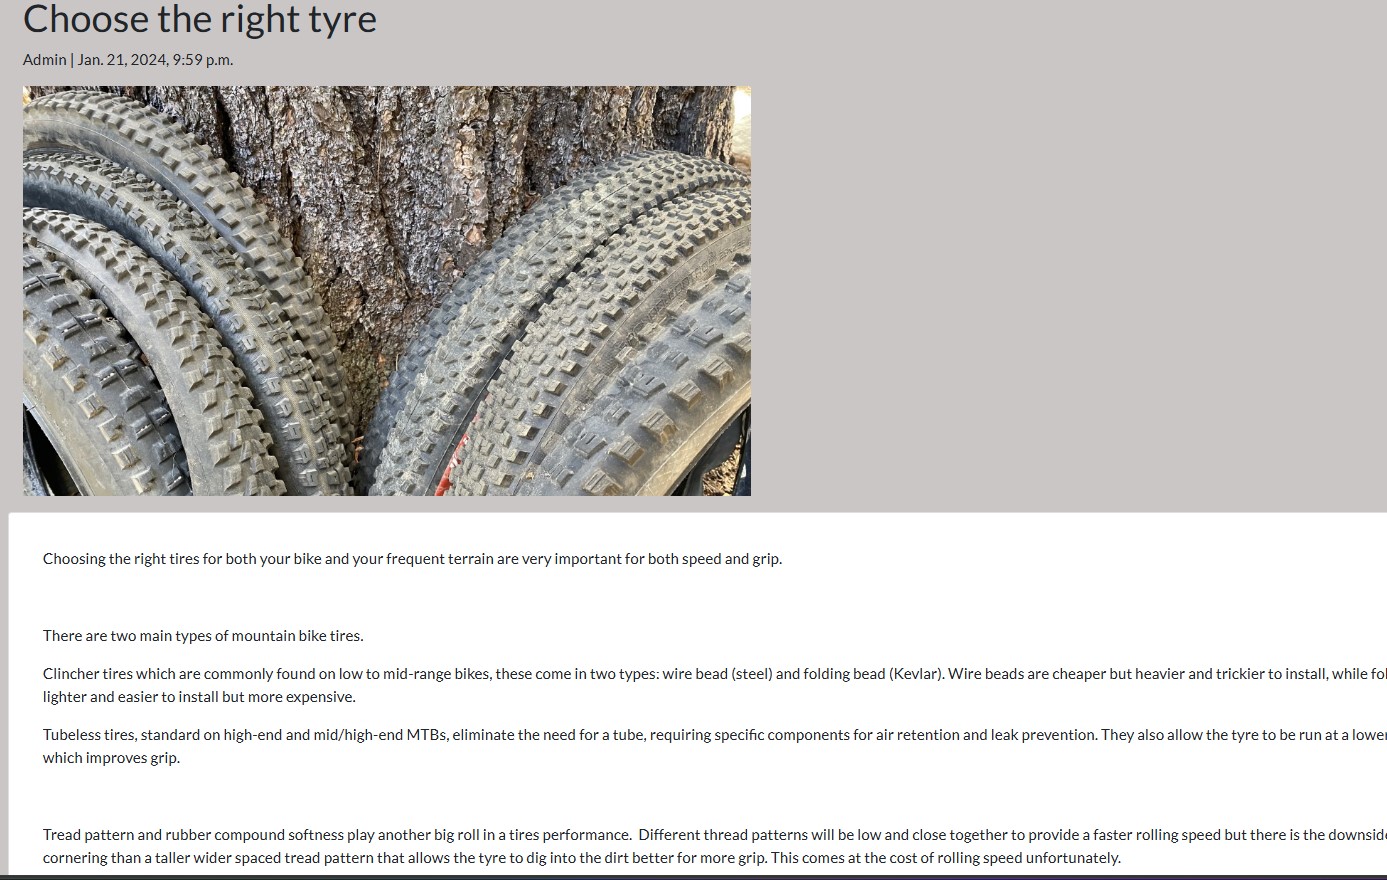 Choose the right tyre
Admin | Jan. 21, 2024, 9:59 p.m.
Choosing the right tires for both your bike and your frequent terrain are very important for both speed and grip.
There are two main types of mountain bike tires.
Clincher tires which are commonly found on low to mid-range bikes, these come in two types: wire bead (steel) and folding bead (Kevlar). Wire beads are cheaper but heavier and trickier to install, while
lighter and easier to install but more expensive.
Tubeless tires, standard on high-end and mid/high-end MTBs, eliminate the need for a tube, requiring specific components for air retention and leak prevention. They also allow the tyre to be run at a lower
which improves grip.
Tread pattern and rubber compound softness play another big roll in a tires performance.  Different thread patterns will be low and close together to provide a faster rolling speed but there is the downside
cornering than a taller wider spaced tread pattern that allows the tyre to dig into the dirt better for more grip. This comes at the cost of rolling speed unfortunately.